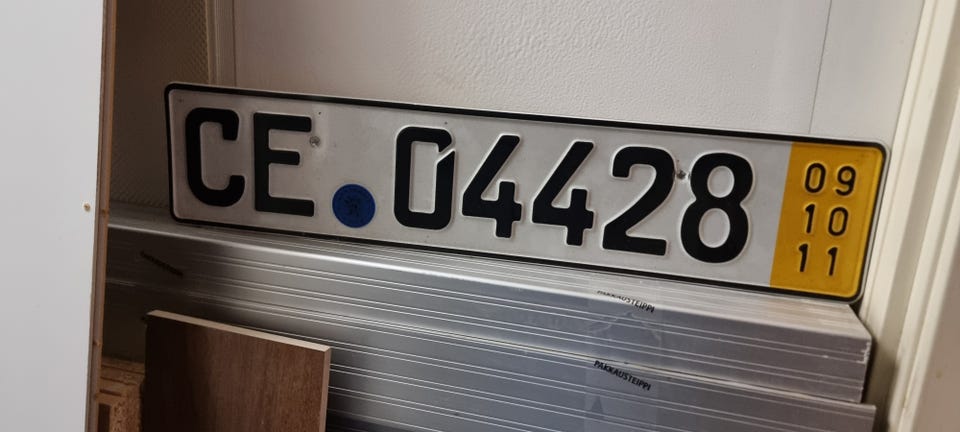 CE 04428
09
10
11
PAKKAUSTEIPPI
PAKKAUSTEIPPI